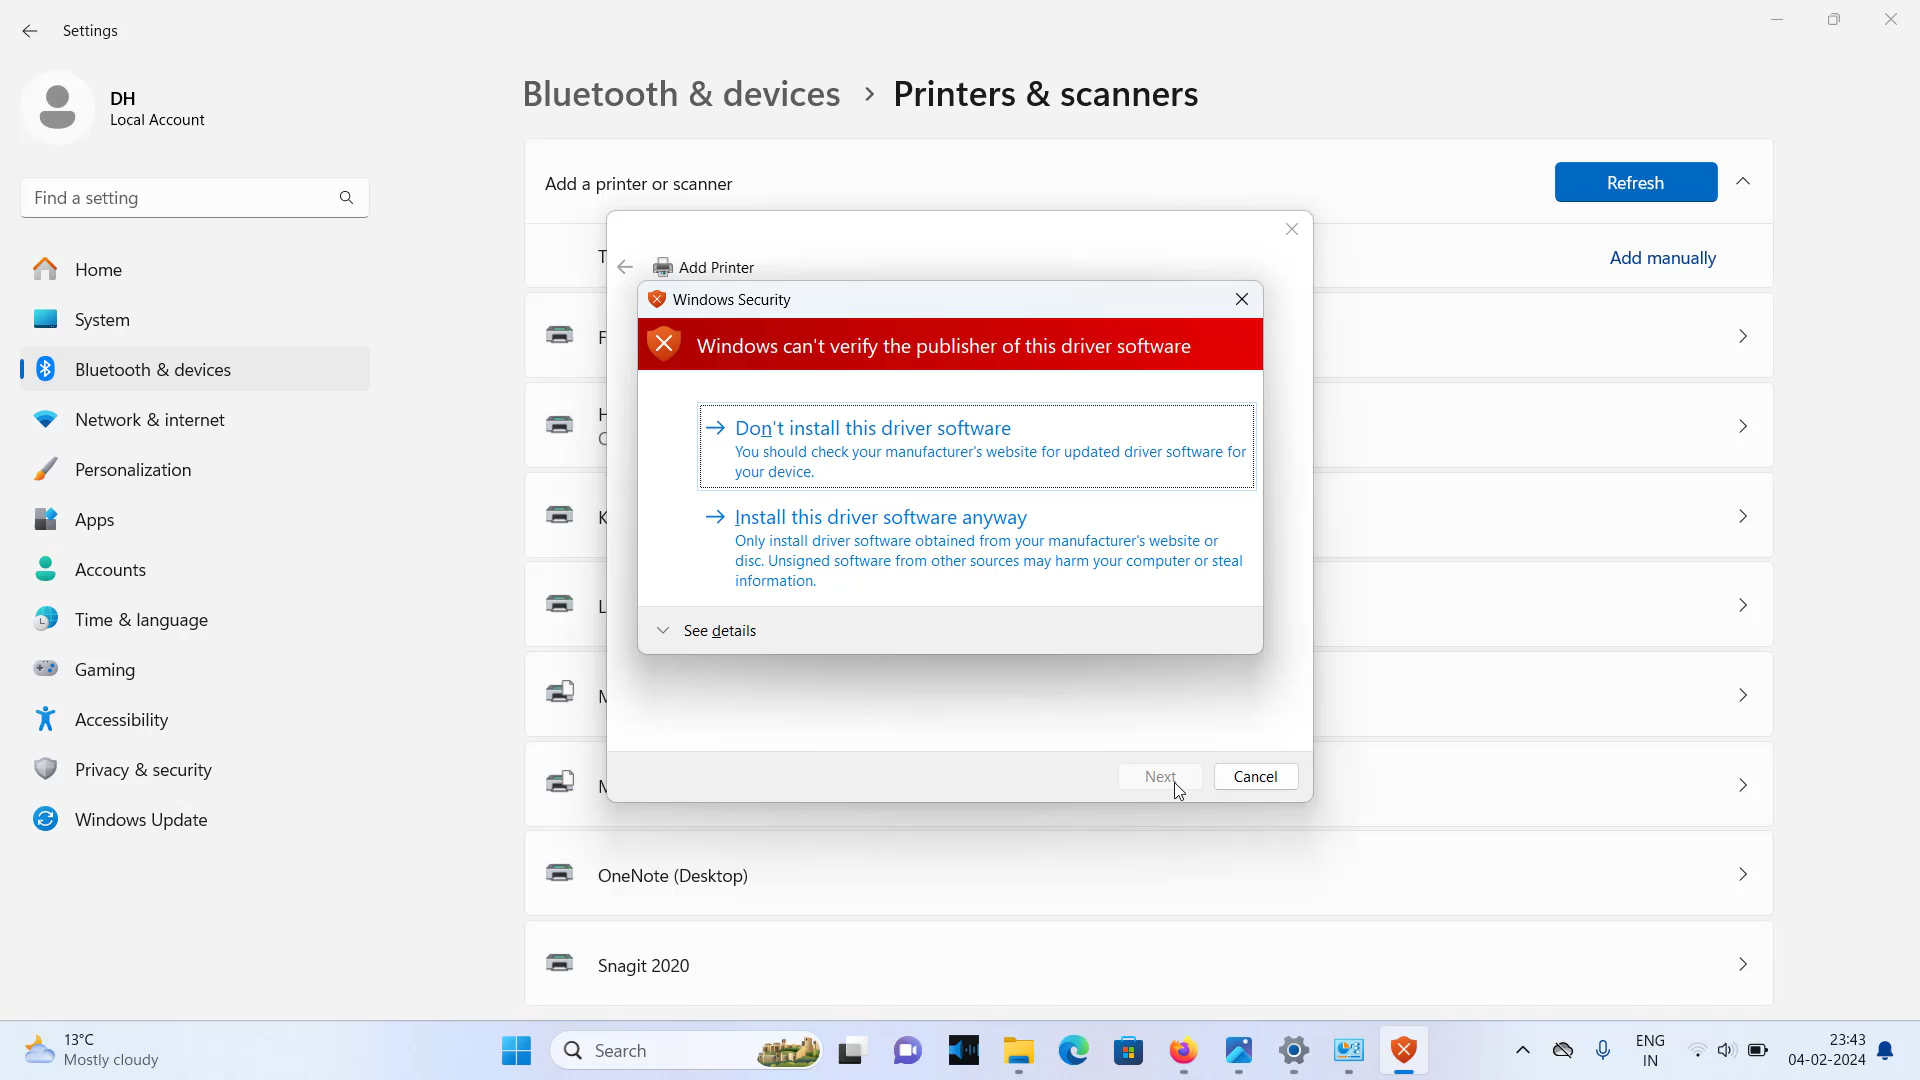 Settings
DH
Local Account
Find a setting
Home
System
Bluetooth & devices
Network & internet
Personalization
Apps
Accounts
Time & language
Gaming
Accessibility
Privacy & security
Windows Update
Bluetooth & devices > Printers & scanners
Add a printer or scanner
Refresh
Add manually
Add Printer
Windows Security
Windows can't verify the publisher of this driver software
Don't install this driver software
You should check your manufacturer's website for updated driver software for
your device.
Install this driver software anyway
Only install driver software obtained from your manufacturer's website or
disc. Unsigned software from other sources may harm your computer or steal
information.
See details
Next
Cancel
OneNote (Desktop)
Snagit 2020
13°C
Mostly cloudy
Search
ENG
IN
23:43
04-02-2024